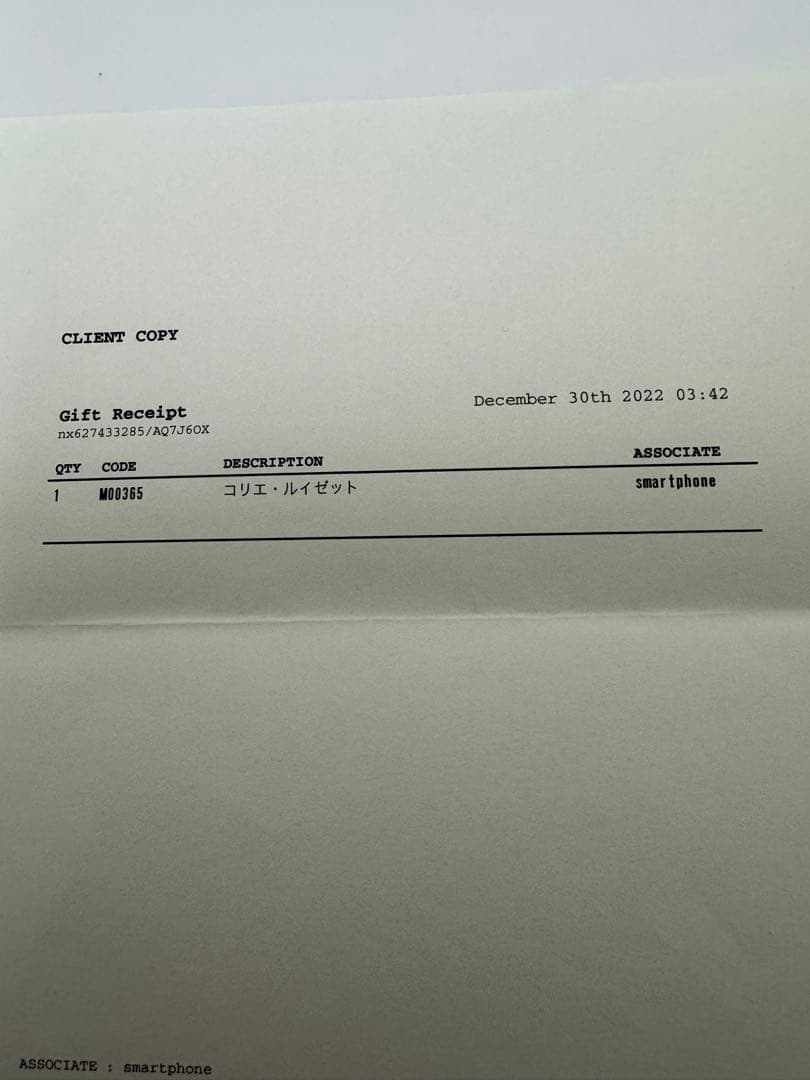 CLIENT COPY
December 30th 2022 03:42
Gift Receipt
nx627433285/AQ7J6OX
QTY CODE DESCRIPTION ASSOCIATE
1 M00365 コリエ・ルイゼット smartphone
ASSOCIATE : smartphone